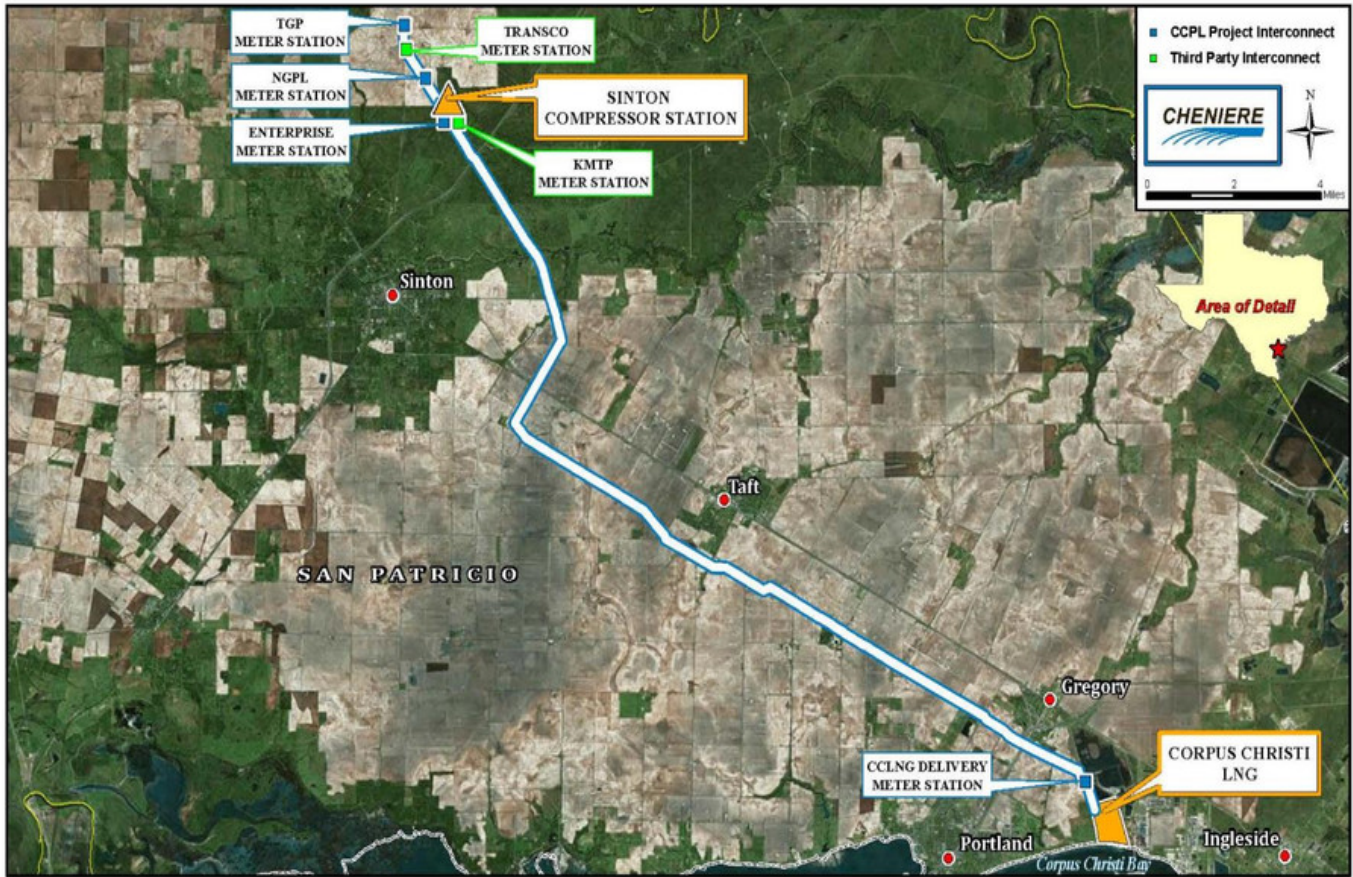 TGP
METER STATION
TRANSCO
METER STATION
NGPL
METER STATION
SINTON
COMPRESSOR STATION
ENTERPRISE
METER STATION
KMTP
METER STATION
CCPL Project Interconnect
Third Party Interconnect
CHENIERE
N
0 2 4
Miles
Area of Detail
Sinton
Taft
SAN PATRICIO
Gregory
CCLNG DELIVERY
METER STATION
CORPUS CHRISTI
LNG
Portland
Ingleside
Corpus Christi Bay